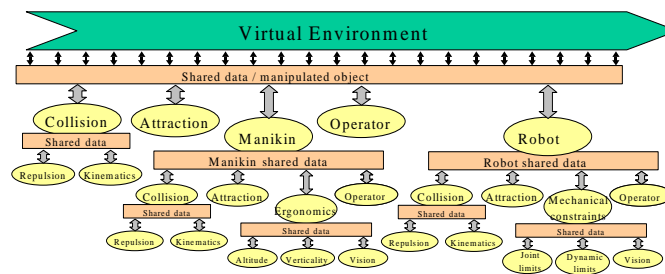 Virtual Environment
Shared data / manipulated object
Collision
Attraction
Manikin
Operator
Robot
Shared data
Manikin shared data
Robot shared data
Repulsion
Kinematics
Collision
Attraction
Ergonomics
Operator
Collision
Attraction
Mechanical
constraints
Operator
Shared data
Shared data
Shared data
Shared data
Repulsion
Kinematics
Altitude
Verticality
Vision
Repulsion
Kinematics
Joint
limits
Dynamic
limits
Vision